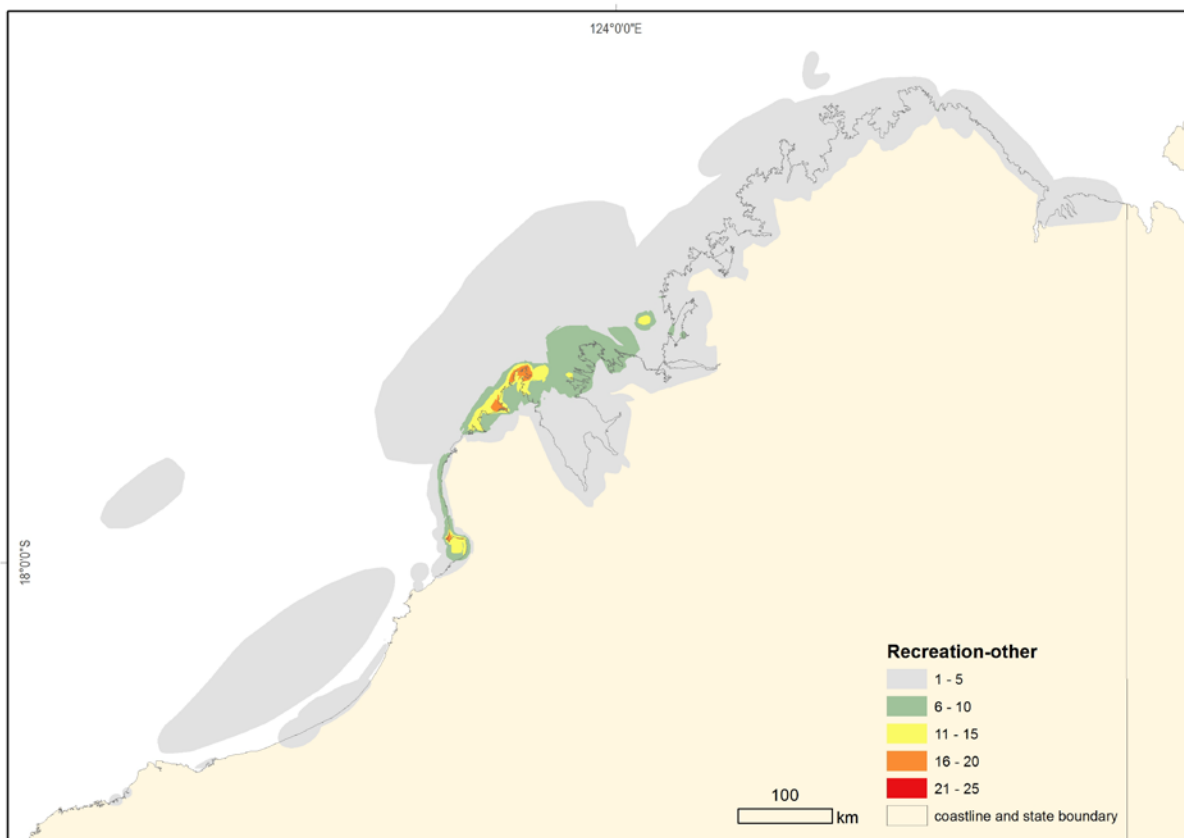 124°0'0"E
18°0'0"S
Recreation-other
1 - 5
6 - 10
11 - 15
16 - 20
21 - 25
coastline and state boundary
100
km